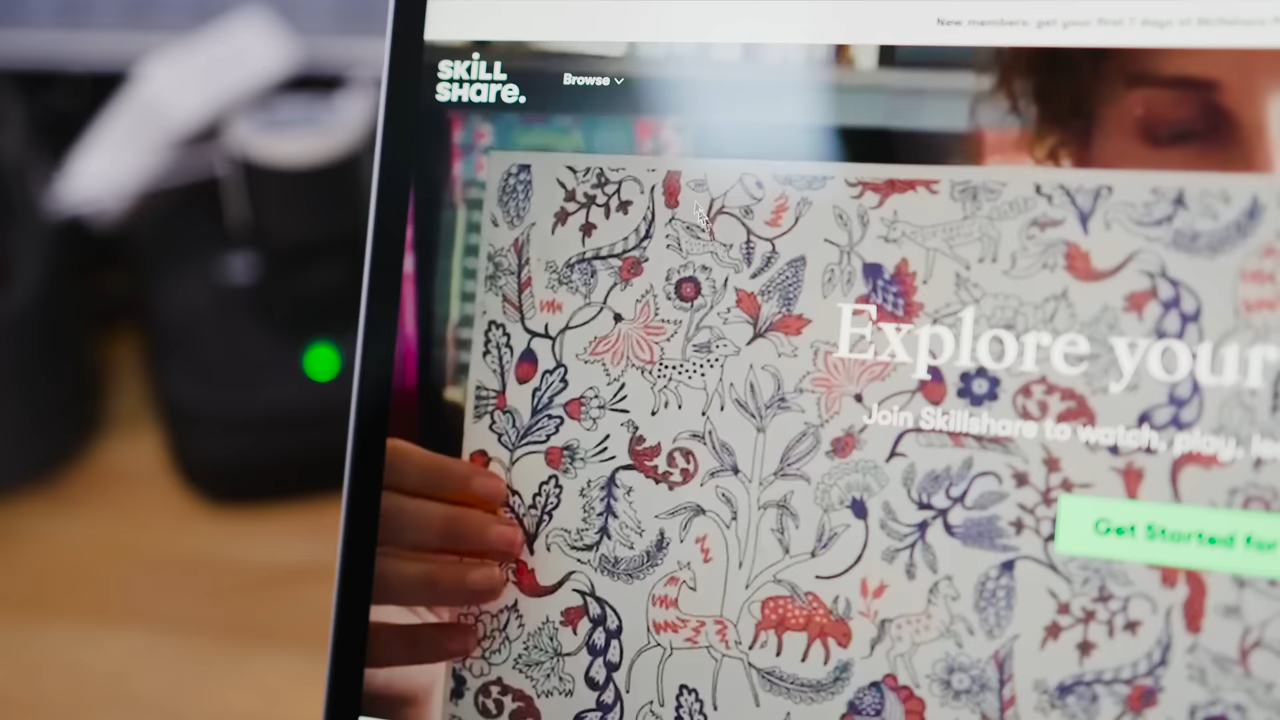 New members: get your first 7 days of Skillshare
SKILL
SHare.
Browse
Explore your
Join Skillshare to watch, play, le
Get Started for